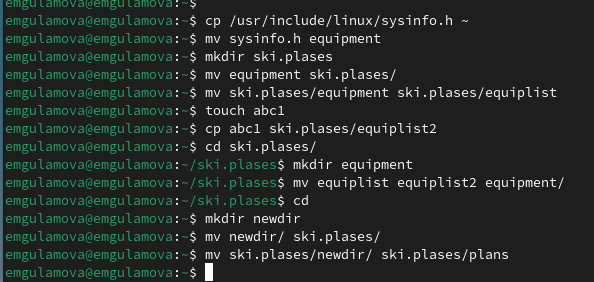 emgulamova@emgulamova:~$
emgulamova@emgulamova:~$ cp /usr/include/linux/sysinfo.h ~
emgulamova@emgulamova:~$ mv sysinfo.h equipment
emgulamova@emgulamova:~$ mkdir ski.plases
emgulamova@emgulamova:~$ mv equipment ski.plases/
emgulamova@emgulamova:~$ mv ski.plases/equipment ski.plases/equiplist
emgulamova@emgulamova:~$ touch abc1
emgulamova@emgulamova:~$ cp abc1 ski.plases/equiplist2
emgulamova@emgulamova:~$ cd ski.plases/
emgulamova@emgulamova:~/ski.plases$ mkdir equipment
emgulamova@emgulamova:~/ski.plases$ mv equiplist equiplist2 equipment/
emgulamova@emgulamova:~/ski.plases$ cd
emgulamova@emgulamova:~$ mkdir newdir
emgulamova@emgulamova:~$ mv newdir/ ski.plases/
emgulamova@emgulamova:~$ mv ski.plases/newdir/ ski.plases/plans
emgulamova@emgulamova:~$